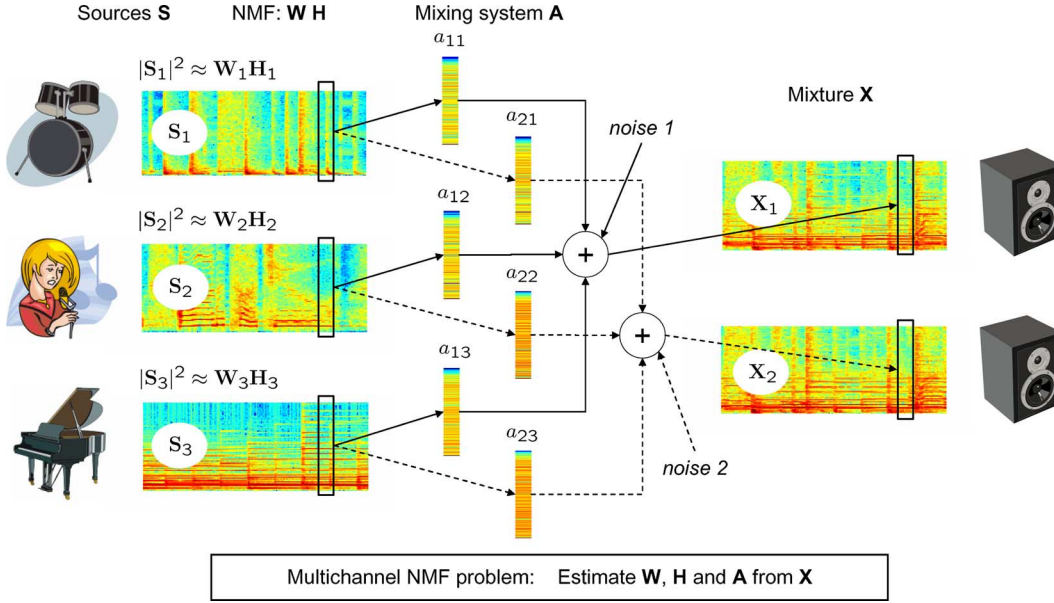 Sources S NMF: W H Mixing system A
|S₁|² ≈ W₁H₁
S₁
a₁₁
a₂₁
noise 1
Mixture X
|S₂|² ≈ W₂H₂
S₂
a₁₂
a₂₂
+
+
X₁
X₂
|S₃|² ≈ W₃H₃
S₃
a₁₃
a₂₃
noise 2
Multichannel NMF problem: Estimate W, H and A from X